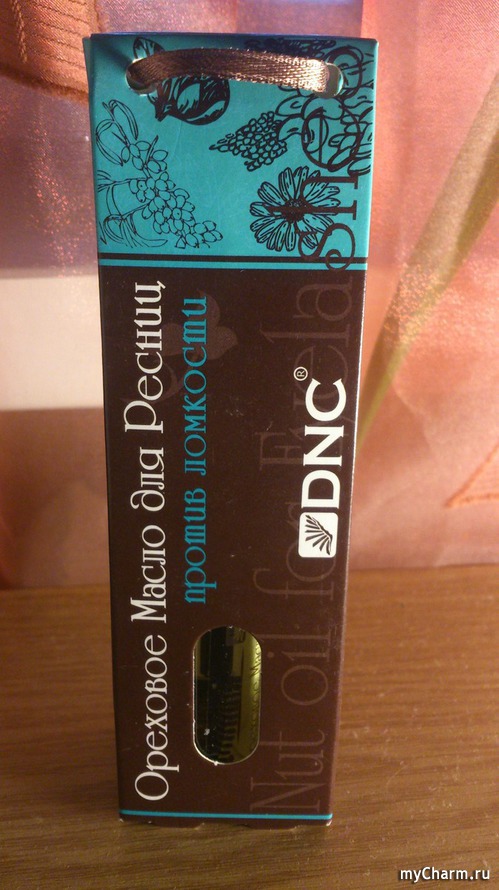 Ореховое Масло для Ресниц
против ломкости
DNC®
Nut oil for Eyelashes
myCharm.ru